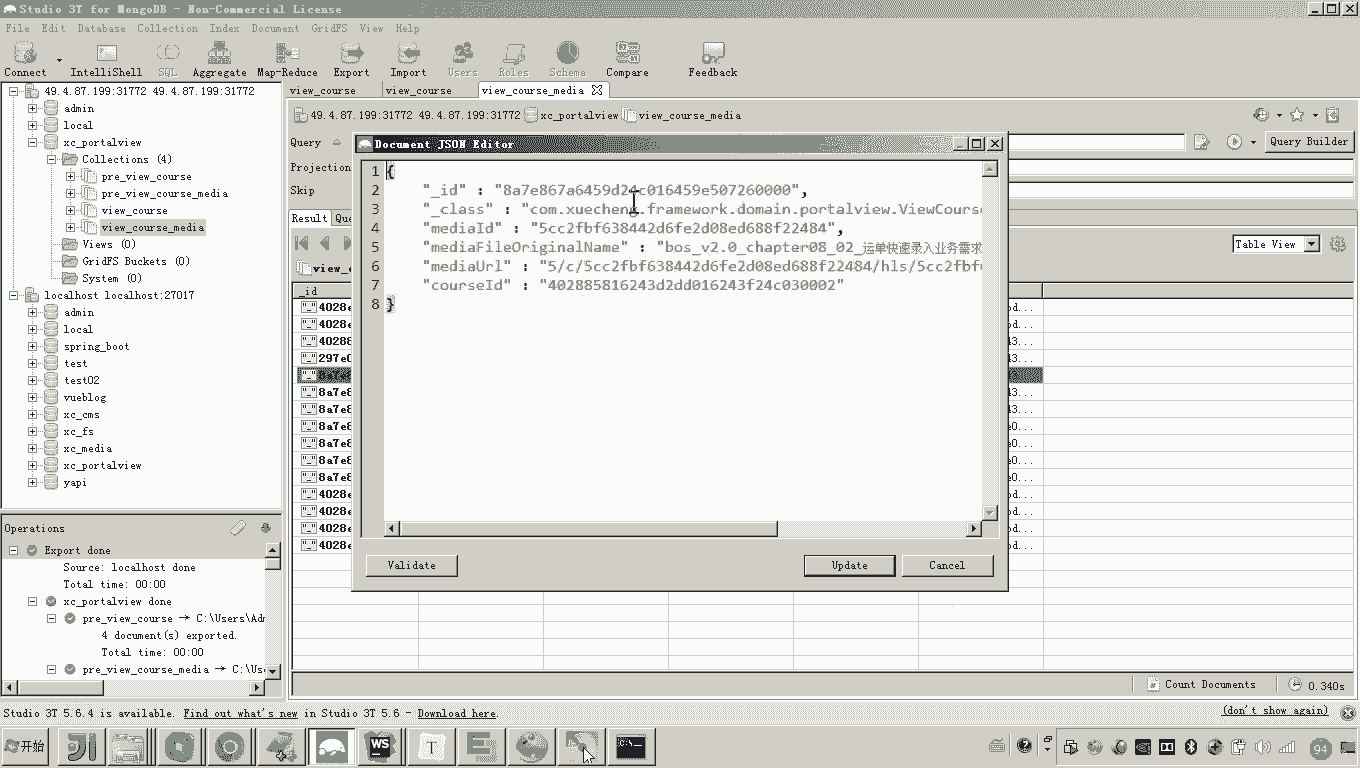 Studio 3T for MongoDB - Non-Commercial License
File Edit Database Collection Index Document GridFS View Help
Connect IntelliShell SQL Aggregate Map-Reduce Export Import Users Roles Schema Compare Feedback
49.4.87.199:31772 49.4.87.199:31772
admin
local
xc_portalview
Collections (4)
pre_view_course
pre_view_course_media
view_course
view_course_media
Views (0)
GridFS Buckets (0)
System (0)
localhost localhost:27017
admin
local
spring_boot
test
test02
vueblog
xc_cms
xc_fs
xc_media
xc_portalview
yapi
Operations
Export done
Source: localhost done
Total time: 00:00
xc_portalview done
pre_view_course → C:\Users\Adm
4 document(s) exported.
Total time: 00:00
pre_view_course_media → C:\Use
view_course view_course view_course_media
49.4.87.199:31772 49.4.87.199:31772 xc_portalview view_course_media
Query
Query Builder
Projection
Skip
Result Que
Table View
view_c
_id
4028e
4028e
40288
297e0
8a7e8
8a7e8
8a7e8
8a7e8
8a7e8
8a7e8
4028e
4028e
4028e
4028e
Document JSON Editor
1 {
2 "_id" : "8a7e867a6459d24c016459e507260000",
3 "_class" : "com.xuecheng.framework.domain.portalview.ViewCours
4 "mediaId" : "5cc2fbf638442d6fe2d08ed688f22484",
5 "mediaFileOriginalName" : "bos_v2.0_chapter08_02_运单快速录入业务需求
6 "mediaUrl" : "5/c/5cc2fbf638442d6fe2d08ed688f22484/hls/5cc2fbf
7 "courseId" : "402885816243d2dd016243f24c030002"
8 }
Validate Update Cancel
Count Documents 0.340s
Studio 3T 5.6.4 is available. Find out what's new in Studio 3T 5.6 - Download here. (don't show again)
开始
WS
T
94